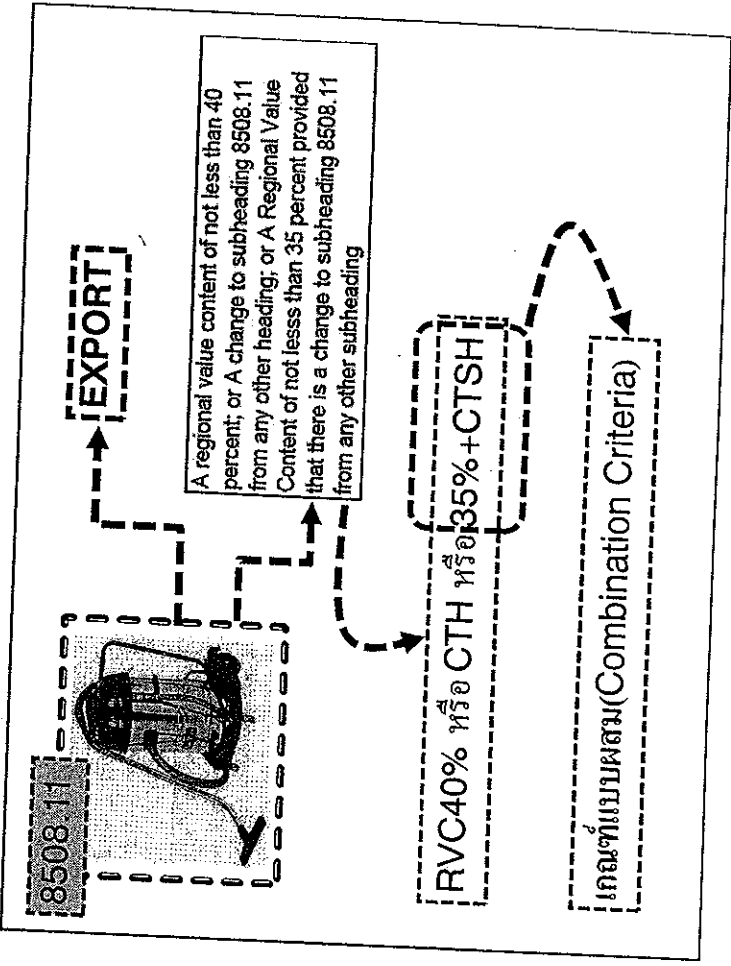 8508.11
EXPORT
A regional value content of not less than 40
percent; or A change to subheading 8508.11
from any other heading; or A Regional Value
Content of not lesss than 35 percent provided
that there is a change to subheading 8508.11
from any other subheading
RVC40% หรือ CTH หรือ 35%+CTSH
เกณฑ์แบบผสม(Combination Criteria)